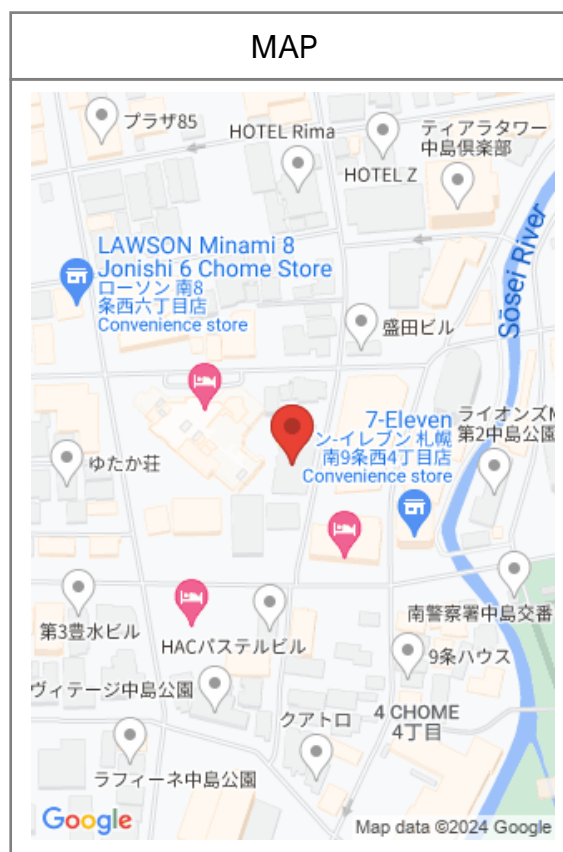 MAP
プラザ85
HOTEL Rima
ティアラタワー
中島倶楽部
HOTEL Z
LAWSON Minami 8
Jonishi 6 Chome Store
ローソン 南8
条西六丁目店
Convenience store
Sōsei River
盛田ビル
7-Eleven
ン-イレブン 札幌
南9条西4丁目店
Convenience store
ライオンズM
第2中島公園
ゆたか荘
南警察署中島交番
第3豊水ビル
HACパステルビル
9条ハウス
ヴィテージ中島公園
クアトロ
4 CHOME
4丁目
ラフィーネ中島公園
Google
Map data ©2024 Google